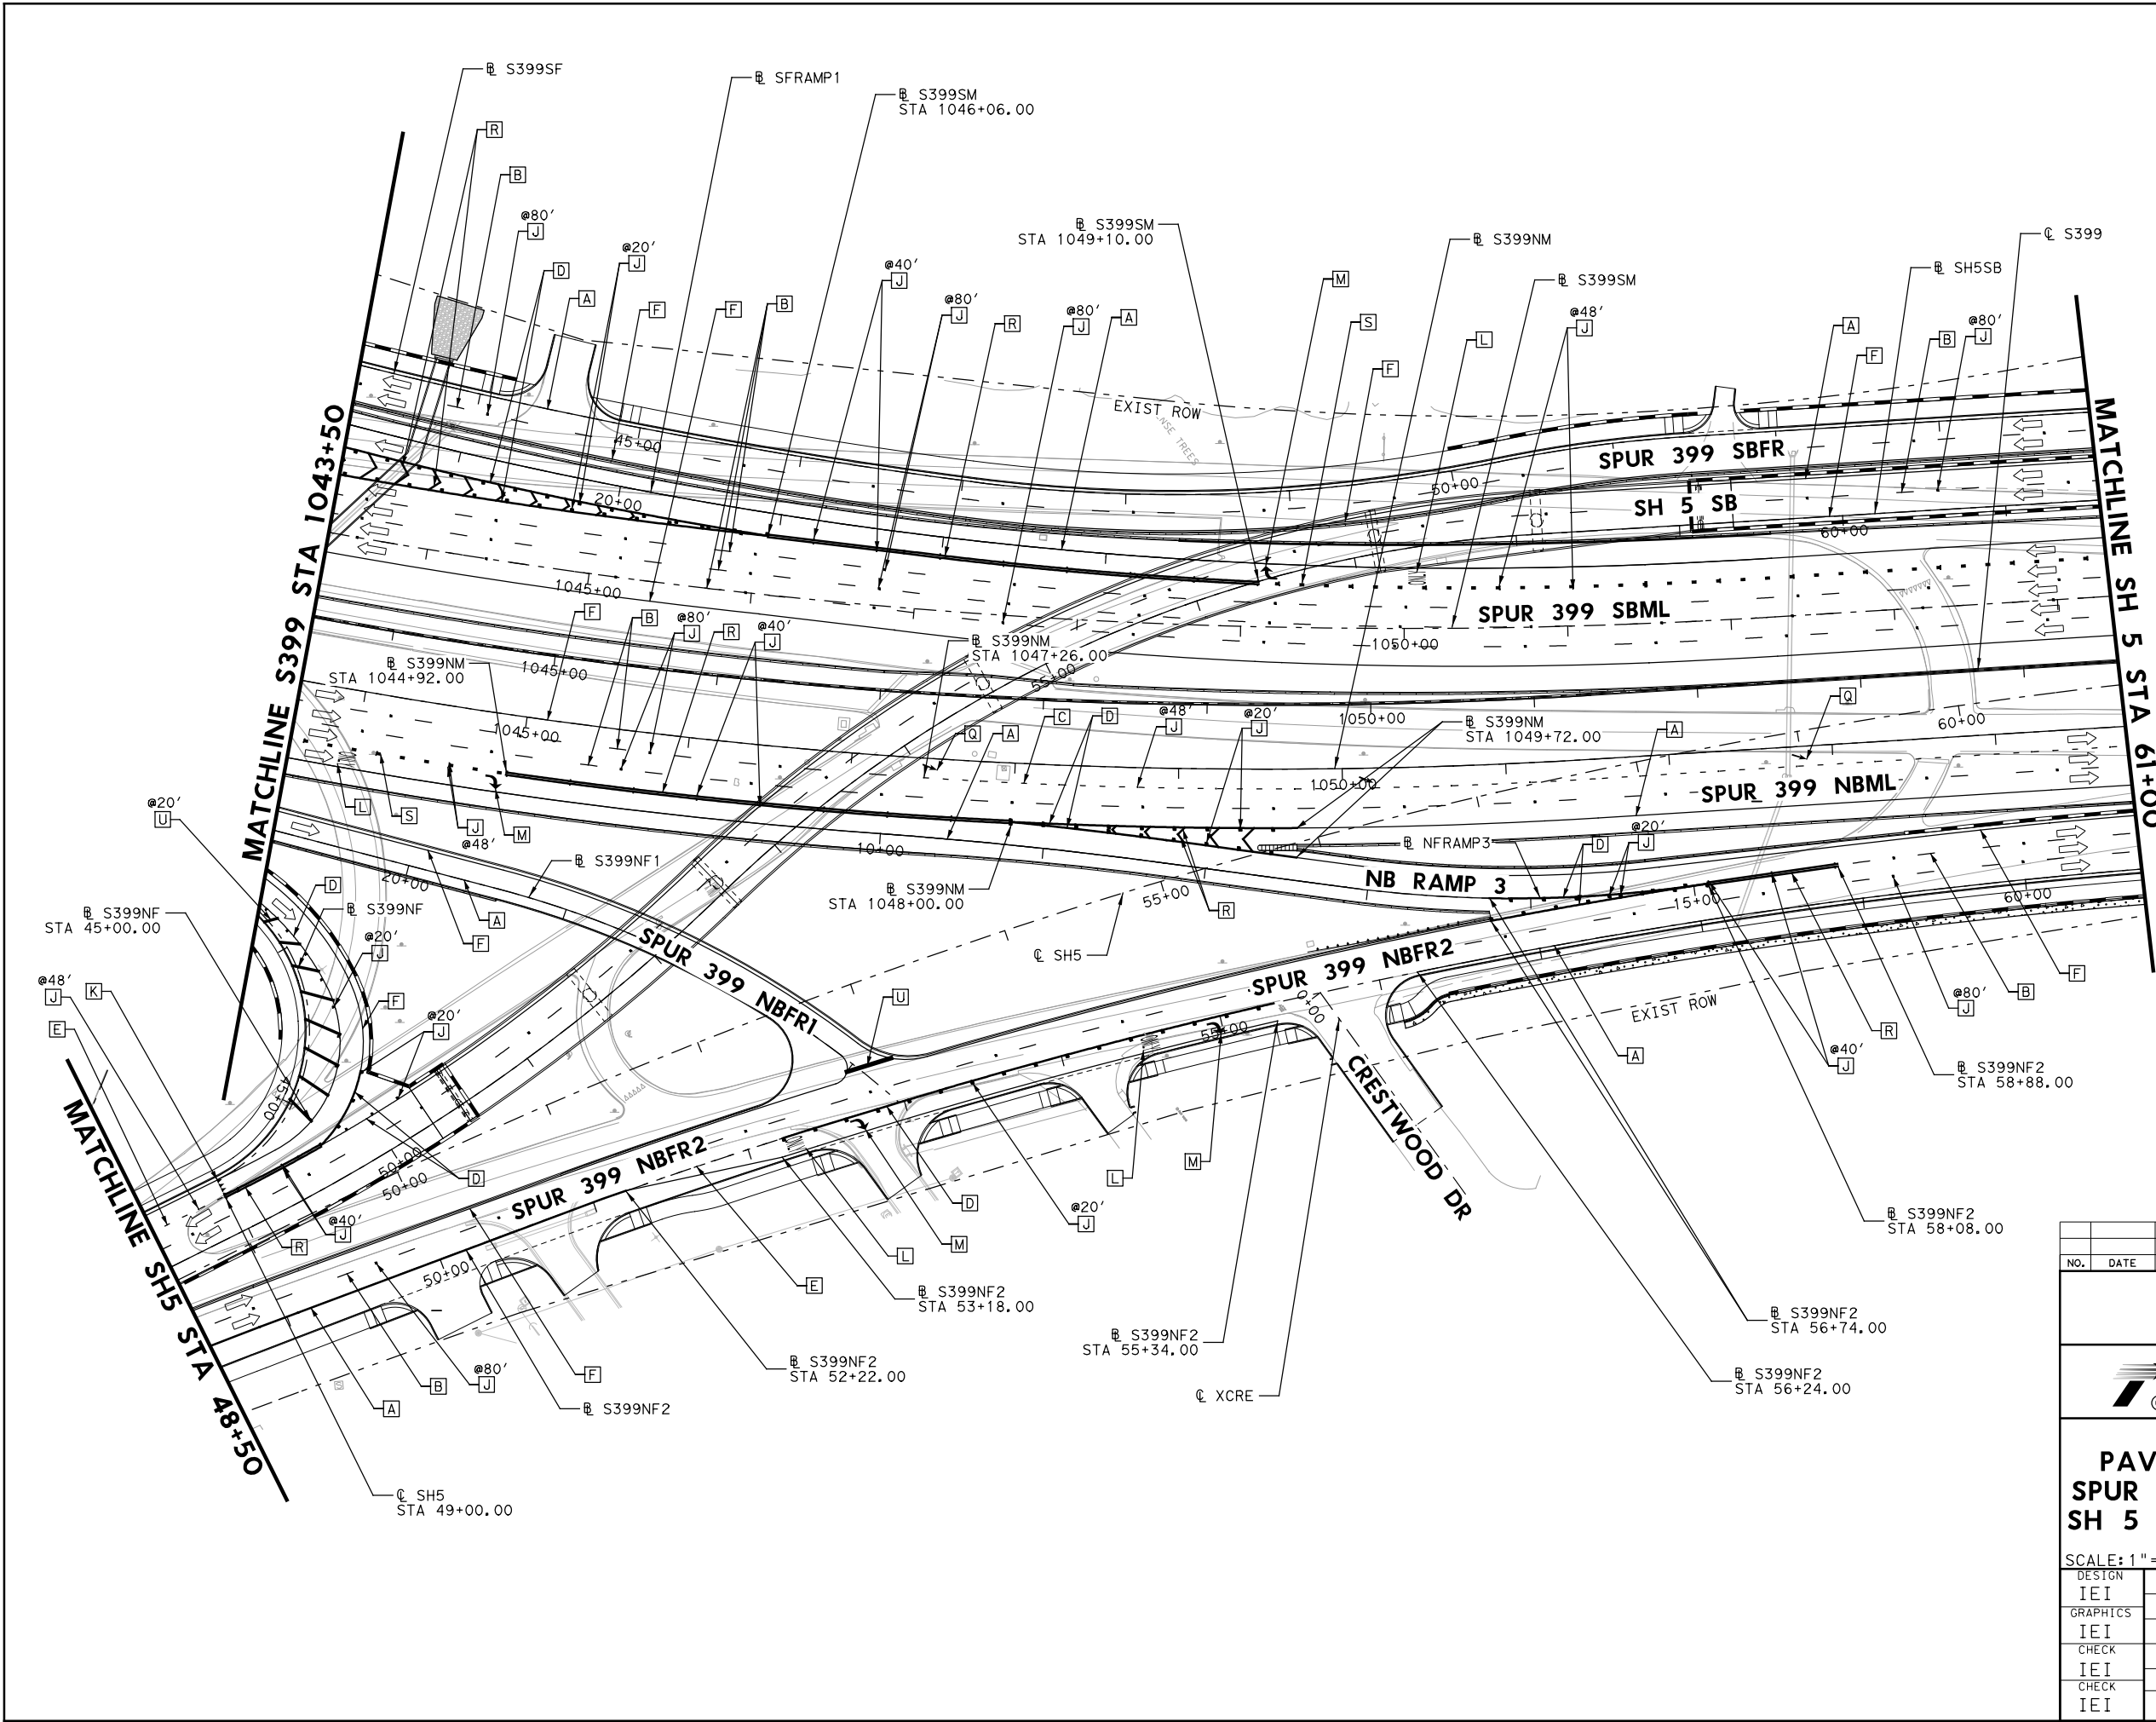 ℄ S399SF
℄ SFRAMP1
℄ S399SM
STA 1046+06.00
R
B
@80'
J
D
@20'
J
A
F
F
B
@40'
J
@80'
J
R
@80'
J
A
℄ S399SM
STA 1049+10.00
M
S
F
℄ S399NM
L
℄ S399SM
@48'
J
℄ S399
℄ SH5SB
A
F
B
@80'
J
EXIST ROW
45+00
20+00
50+00
SPUR 399 SBFR
SH 5 SB
60+00
MATCHLINE S399 STA 1043+50
MATCHLINE SH 5 STA 61+00
1045+00
SPUR 399 SBML
1050+00
F
B
@80'
J
R
@40'
J
℄ S399NM
STA 1047+26.00
℄ S399NM
STA 1044+92.00
1045+00
1045+00
55+00
Q
A
C
D
@48'
J
@20'
J
1050+00
℄ S399NM
STA 1049+72.00
A
Q
60+00
1050+00
SPUR 399 NBML
L
S
J
@48'
M
@20'
U
10+00
20+00
℄ S399NF1
℄ NFRAMP3
D
@20'
J
NB RAMP 3
℄ S399NM
STA 1048+00.00
55+00
R
15+00
60+00
D
℄ S399NF
℄ S399NF
STA 45+00.00
@20'
J
A
F
SPUR 399 NBFR1
℄ SH5
SPUR 399 NBFR2
F
@48'
J
K
E
F
@20'
J
U
0+00
55+00
EXIST ROW
B
@80'
J
R
@40'
J
A
℄ S399NF2
STA 58+88.00
45+00
50+00
50+00
D
MATCHLINE SH5 STA 48+50
CRESTWOOD DR
L
M
D
@20'
J
SPUR 399 NBFR2
R
@40'
J
L
M
E
50+00
℄ S399NF2
STA 58+08.00
℄ S399NF2
STA 53+18.00
℄ S399NF2
STA 56+74.00
℄ S399NF2
STA 55+34.00
℄ S399NF2
STA 52+22.00
℄ S399NF2
STA 56+24.00
F
@80'
J
B
A
℄ S399NF2
℄ XCRE
℄ SH5
STA 49+00.00
NO. DATE
PAV
SPUR
SH 5
SCALE: 1"=
DESIGN
IEI
GRAPHICS
IEI
CHECK
IEI
CHECK
IEI